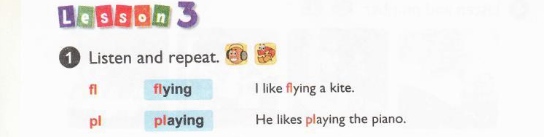 Lesson 3
1 Listen and repeat.
fl flying I like flying a kite.
pl playing He likes playing the piano.